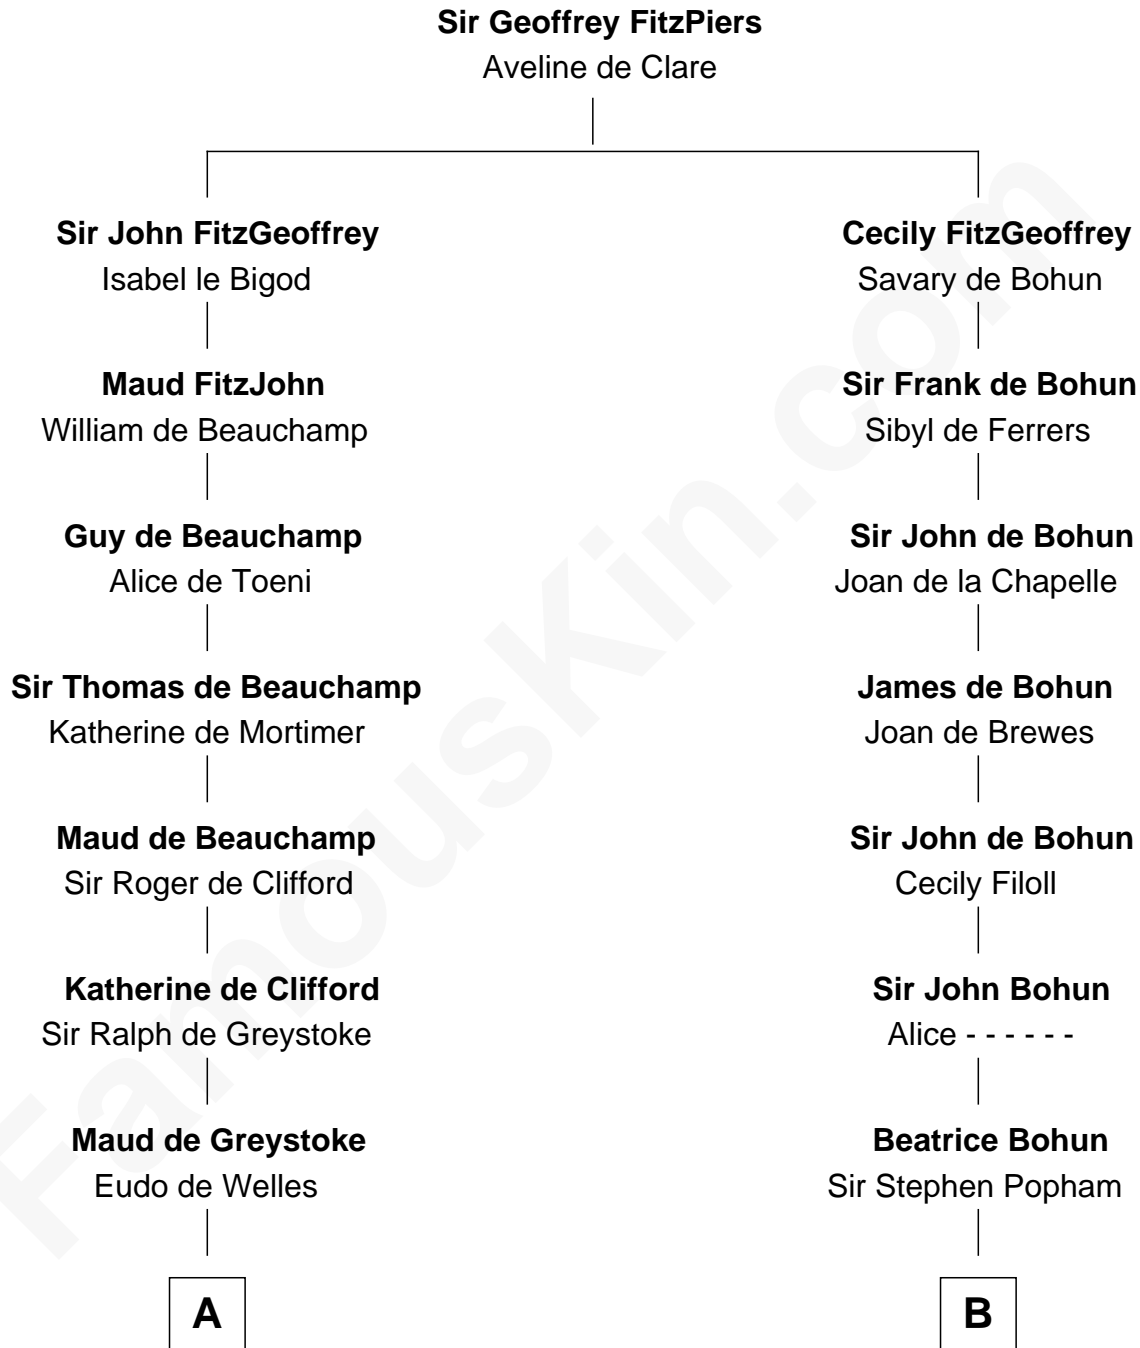 Sir Geoffrey FitzPiers
Aveline de Clare
Sir John FitzGeoffrey
Isabel le Bigod
Cecily FitzGeoffrey
Savary de Bohun
Maud FitzJohn
William de Beauchamp
Sir Frank de Bohun
Sibyl de Ferrers
Guy de Beauchamp
Alice de Toeni
Sir John de Bohun
Joan de la Chapelle
Sir Thomas de Beauchamp
Katherine de Mortimer
James de Bohun
Joan de Brewes
Maud de Beauchamp
Sir Roger de Clifford
Sir John de Bohun
Cecily Filoll
Katherine de Clifford
Sir Ralph de Greystoke
Sir John Bohun
Alice - - - - - -
Maud de Greystoke
Eudo de Welles
Beatrice Bohun
Sir Stephen Popham
A
B
FamousKin.com